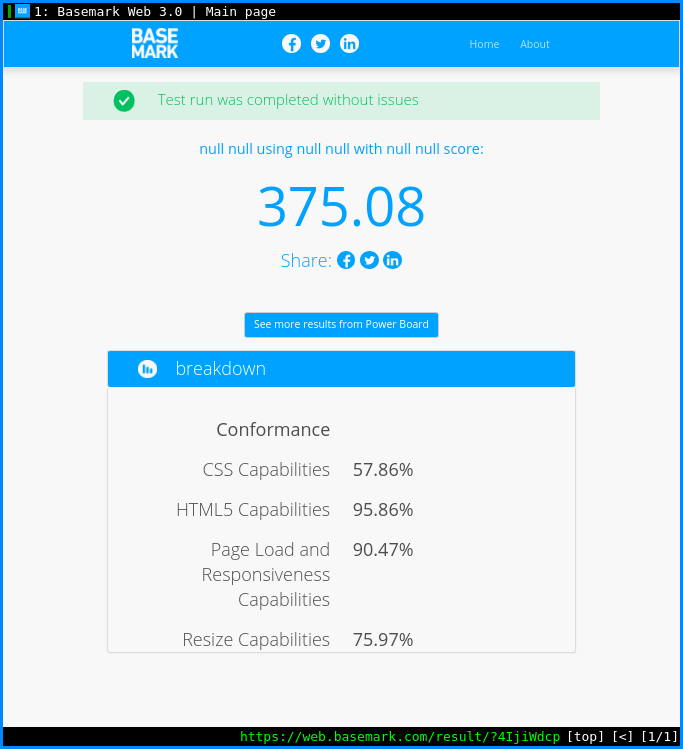 1: Basemark Web 3.0 | Main page
BASE
MARK
Home About
Test run was completed without issues
null null using null null with null null score:
375.08
Share:
See more results from Power Board
breakdown
Conformance
CSS Capabilities 57.86%
HTML5 Capabilities 95.86%
Page Load and 90.47%
Responsiveness
Capabilities
Resize Capabilities 75.97%
https://web.basemark.com/result/?4IjiWdcp [top] [<] [1/1]